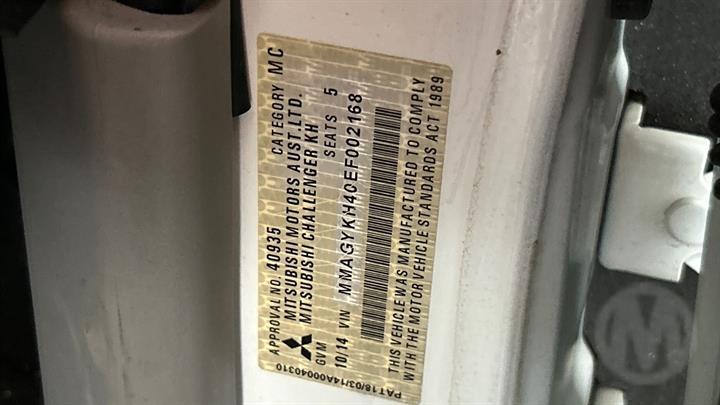 APPROVAL NO. 40935 CATEGORY MC
MITSUBISHI MOTORS AUST.LTD.
MITSUBISHI CHALLENGER KH
GVM SEATS 5
10/14 VIN MMAGYKH40EF002168
THIS VEHICLE WAS MANUFACTURED TO COMPLY
WITH THE MOTOR VEHICLE STANDARDS ACT 1989
PAT18/03/14A00040310
M